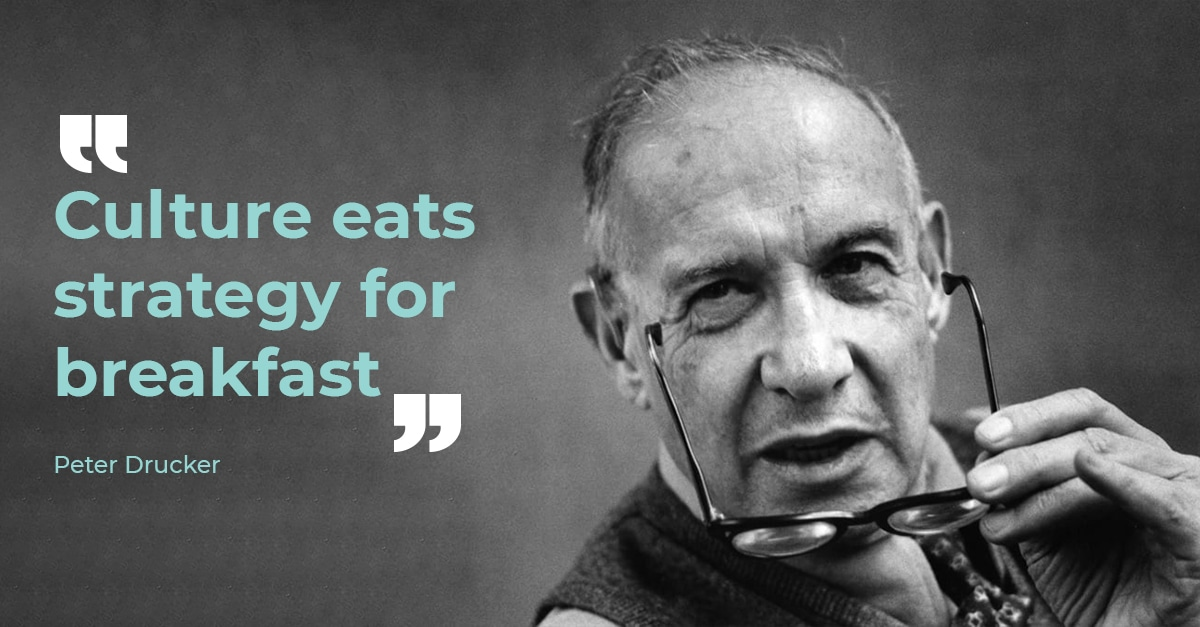 “
Culture eats
strategy for
breakfast
”
Peter Drucker